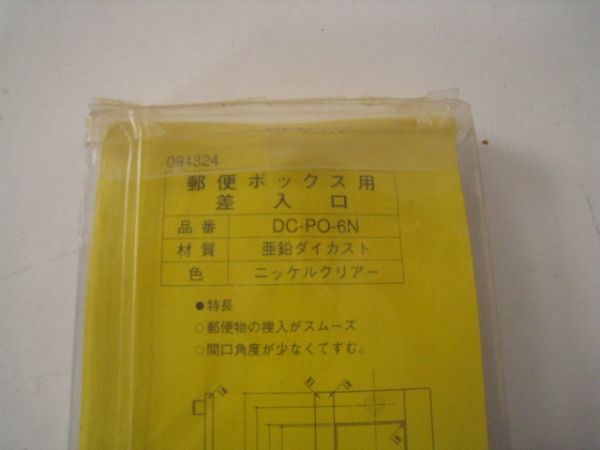 094324
郵便ボックス用
差入口
品番 DC-PO-6N
材質 亜鉛ダイカスト
色 ニッケルクリアー
●特長
○郵便物の捜入がスムーズ
○開口角度が少なくてすむ。